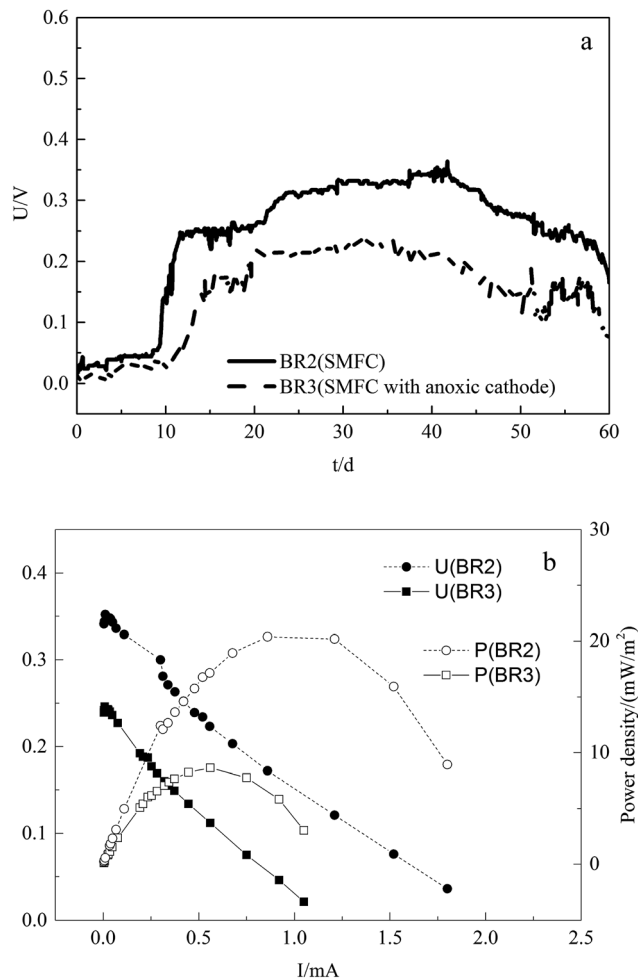 a
0.6
0.5
0.4
0.3
0.2
0.1
0.0
U/V
BR2(SMFC)
BR3(SMFC with anoxic cathode)
0 10 20 30 40 50 60
t/d
b
0.4
0.3
0.2
0.1
0.0
U(BR2)
U(BR3)
P(BR2)
P(BR3)
30
20
10
0
Power density/(mW/m²)
0.0 0.5 1.0 1.5 2.0 2.5
I/mA